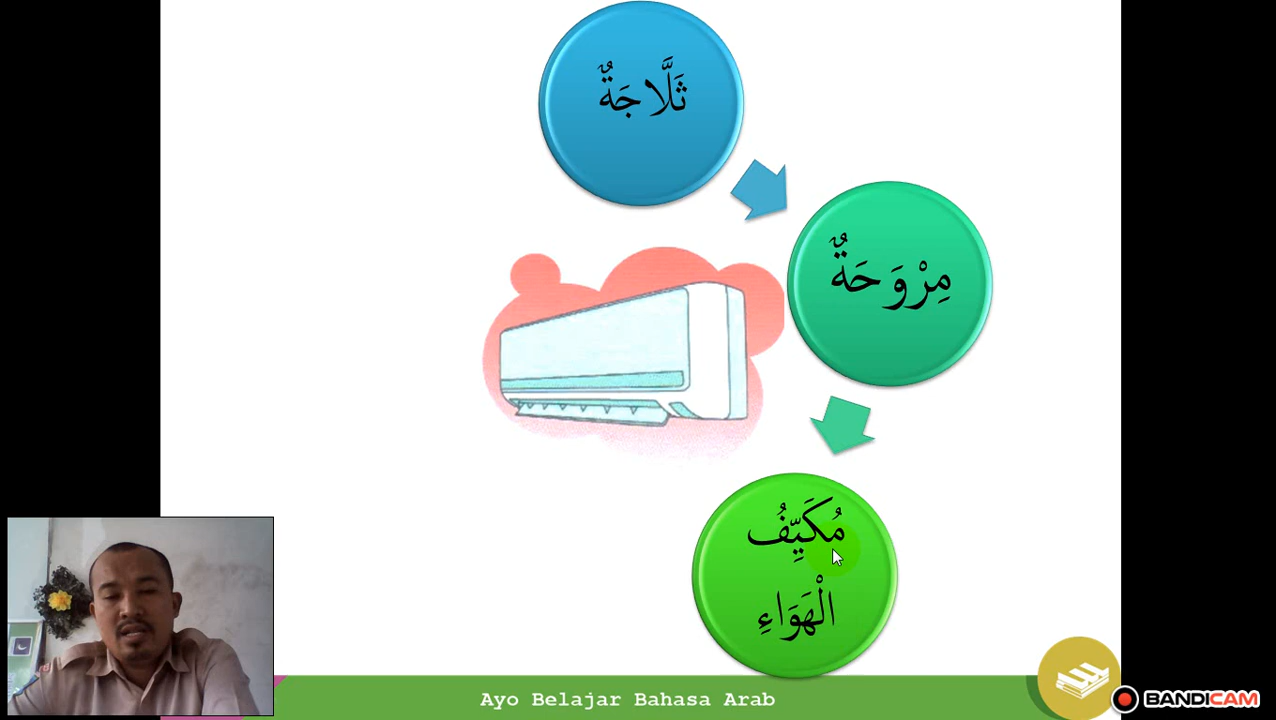 ثَلَّاجَةٌ
مِرْوَحَةٌ
مُكَيِّفُ
الْهَوَاءِ
Ayo Belajar Bahasa Arab
BANDICAM